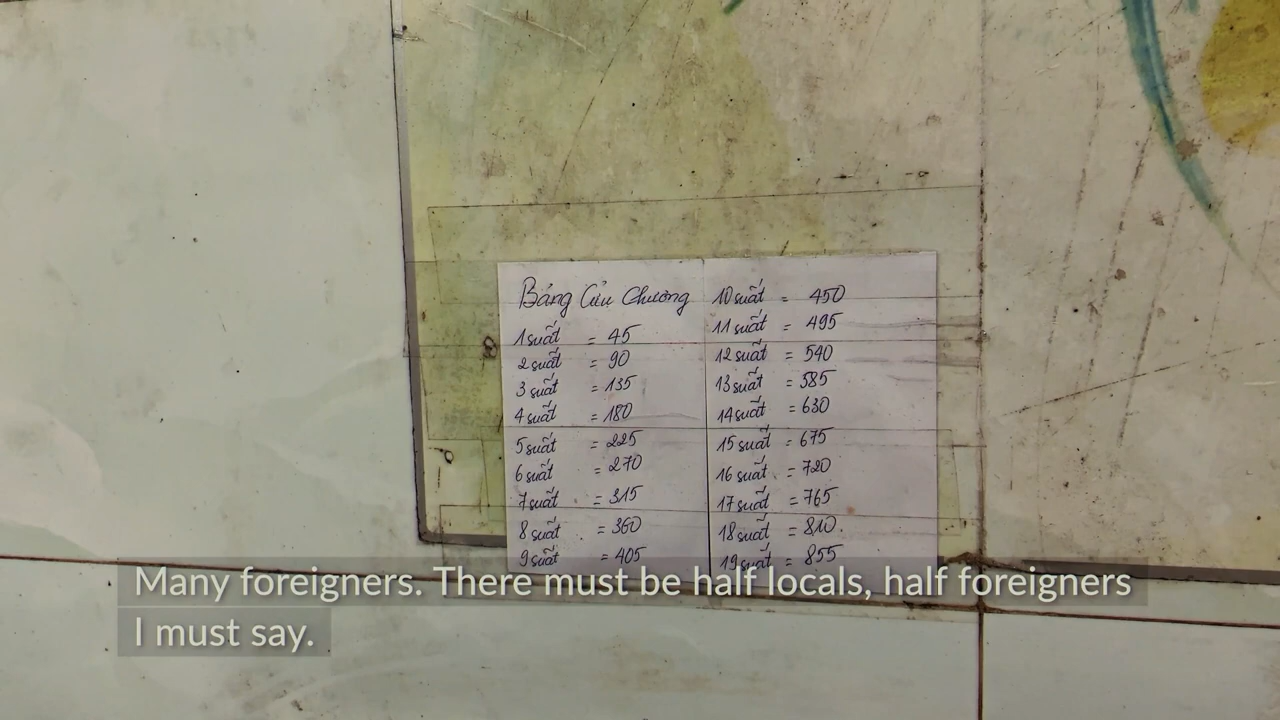 Bảng Cửu Chương
1 suất = 45
2 suất = 90
3 suất = 135
4 suất = 180
5 suất = 225
6 suất = 270
7 suất = 315
8 suất = 360
9 suất = 405
10 suất = 450
11 suất = 495
12 suất = 540
13 suất = 585
14 suất = 630
15 suất = 675
16 suất = 720
17 suất = 765
18 suất = 810.
19 suất = 855
Many foreigners. There must be half locals, half foreigners
I must say.